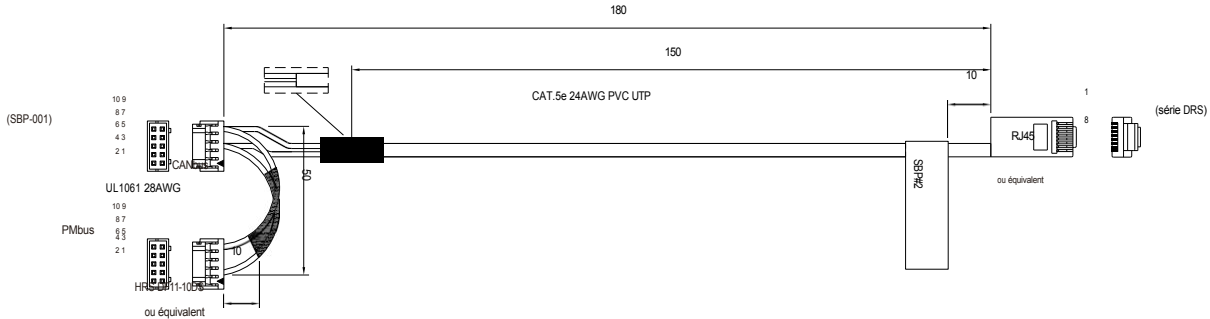 180
150
10
CAT.5e 24AWG PVC UTP
(SBP-001)
10 9
8 7
6 5
4 3
2 1
CANbus
UL1061 28AWG
50
SBP#2
RJ45
ou équivalent
1
8
(série DRS)
PMbus
10 9
8 7
6 5
4 3
2 1
10
ou équivalent